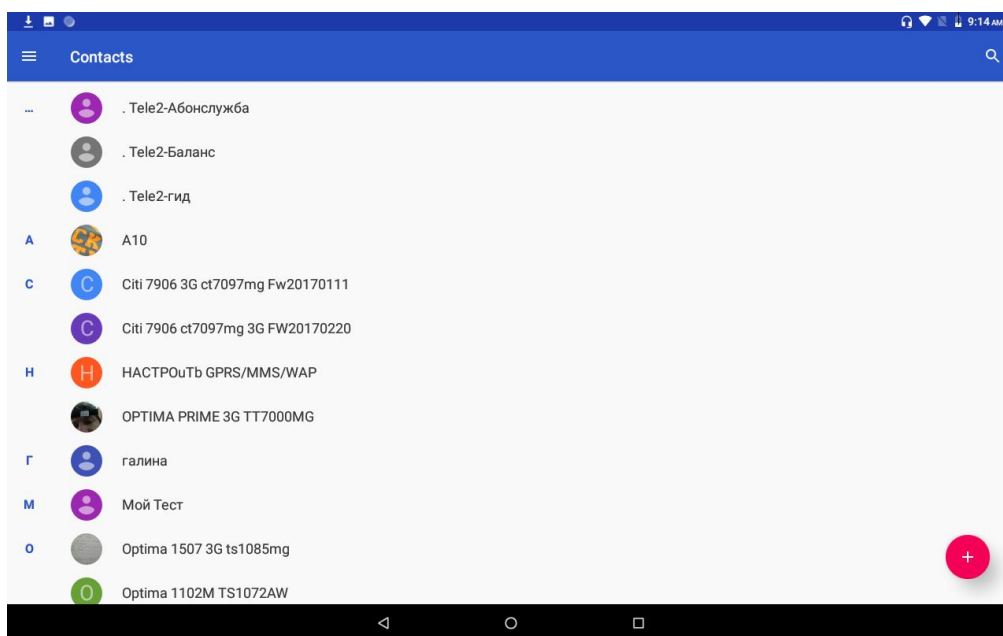 9:14 AM
Contacts
... . Tele2-Абонслужба
. Tele2-Баланс
. Tele2-гид
A A10
C C Citi 7906 3G ct7097mg Fw20170111
C Citi 7906 ct7097mg 3G FW20170220
H H HACTPOuTb GPRS/MMS/WAP
OPTIMA PRIME 3G TT7000MG
Г галина
М Мой Тест
O Optima 1507 3G ts1085mg
O Optima 1102M TS1072AW